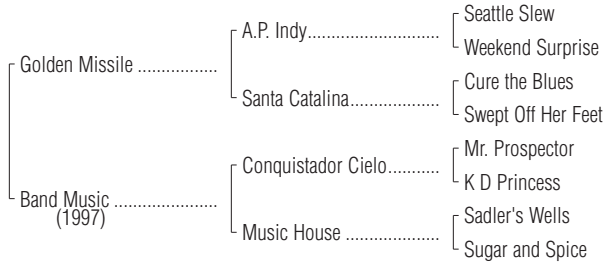 Seattle Slew
A.P. Indy..............................
Weekend Surprise
Golden Missile ..................
Cure the Blues
Santa Catalina....................
Swept Off Her Feet
Mr. Prospector
Conquistador Cielo............
K D Princess
Band Music .......................
(1997)
Sadler's Wells
Music House .....................
Sugar and Spice